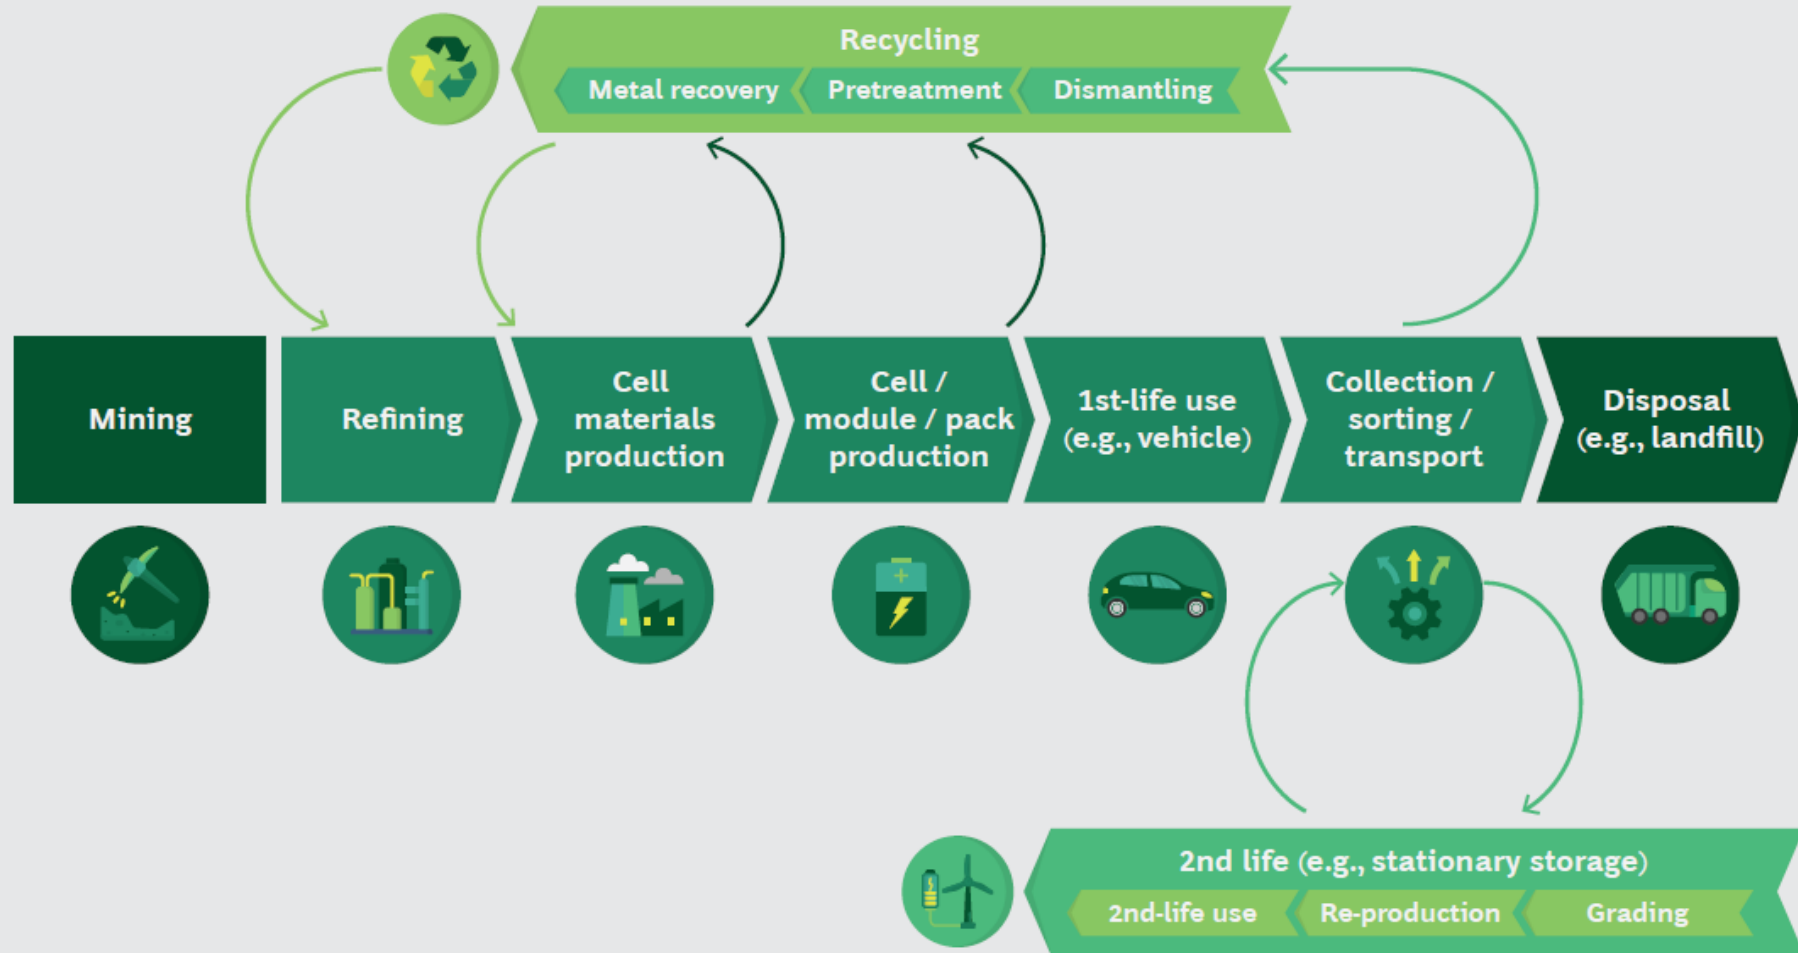 Recycling
Metal recovery
Pretreatment
Dismantling
Mining
Refining
Cell
materials
production
Cell /
module / pack
production
1st-life use
(e.g., vehicle)
Collection /
sorting /
transport
Disposal
(e.g., landfill)
2nd life (e.g., stationary storage)
2nd-life use
Re-production
Grading